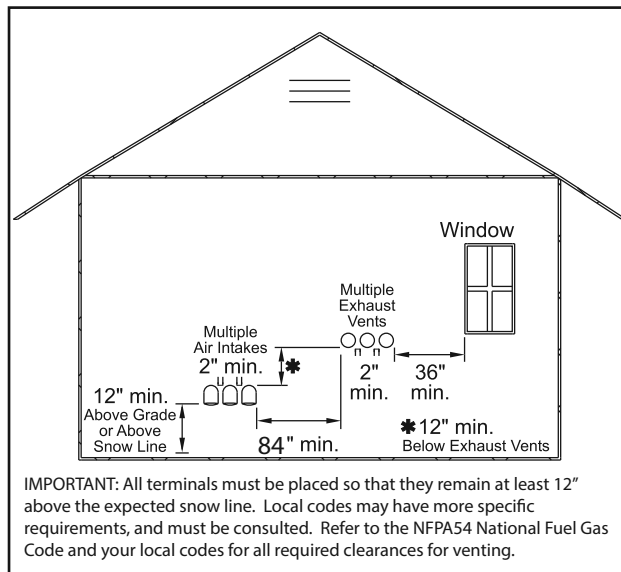 Window
Multiple
Exhaust
Vents
Multiple
Air Intakes
2" min.
✱
12" min.
Above Grade
or Above
Snow Line
84" min.
2"
min.
36"
min.
✱12" min.
Below Exhaust Vents
IMPORTANT: All terminals must be placed so that they remain at least 12”
above the expected snow line. Local codes may have more specific
requirements, and must be consulted. Refer to the NFPA54 National Fuel Gas
Code and your local codes for all required clearances for venting.